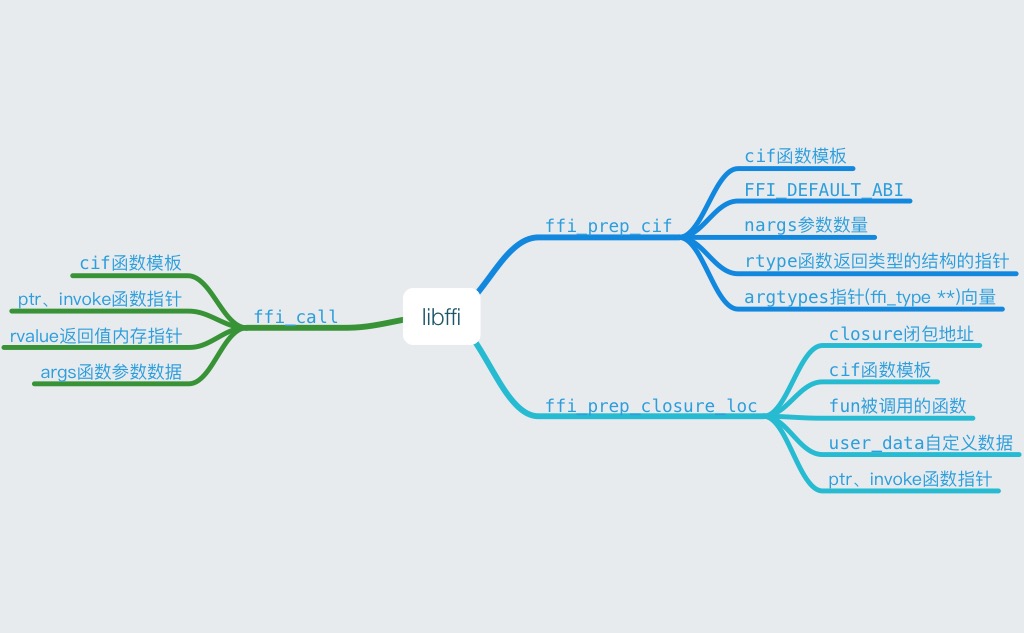 libffi
ffi_prep_cif
cif函数模板
FFI_DEFAULT_ABI
nargs参数数量
rtype函数返回类型的结构的指针
argtypes指针(ffi_type **)向量
ffi_prep_closure_loc
closure闭包地址
cif函数模板
fun被调用的函数
user_data自定义数据
ptr、invoke函数指针
ffi_call
cif函数模板
ptr、invoke函数指针
rvalue返回值内存指针
args函数参数数据